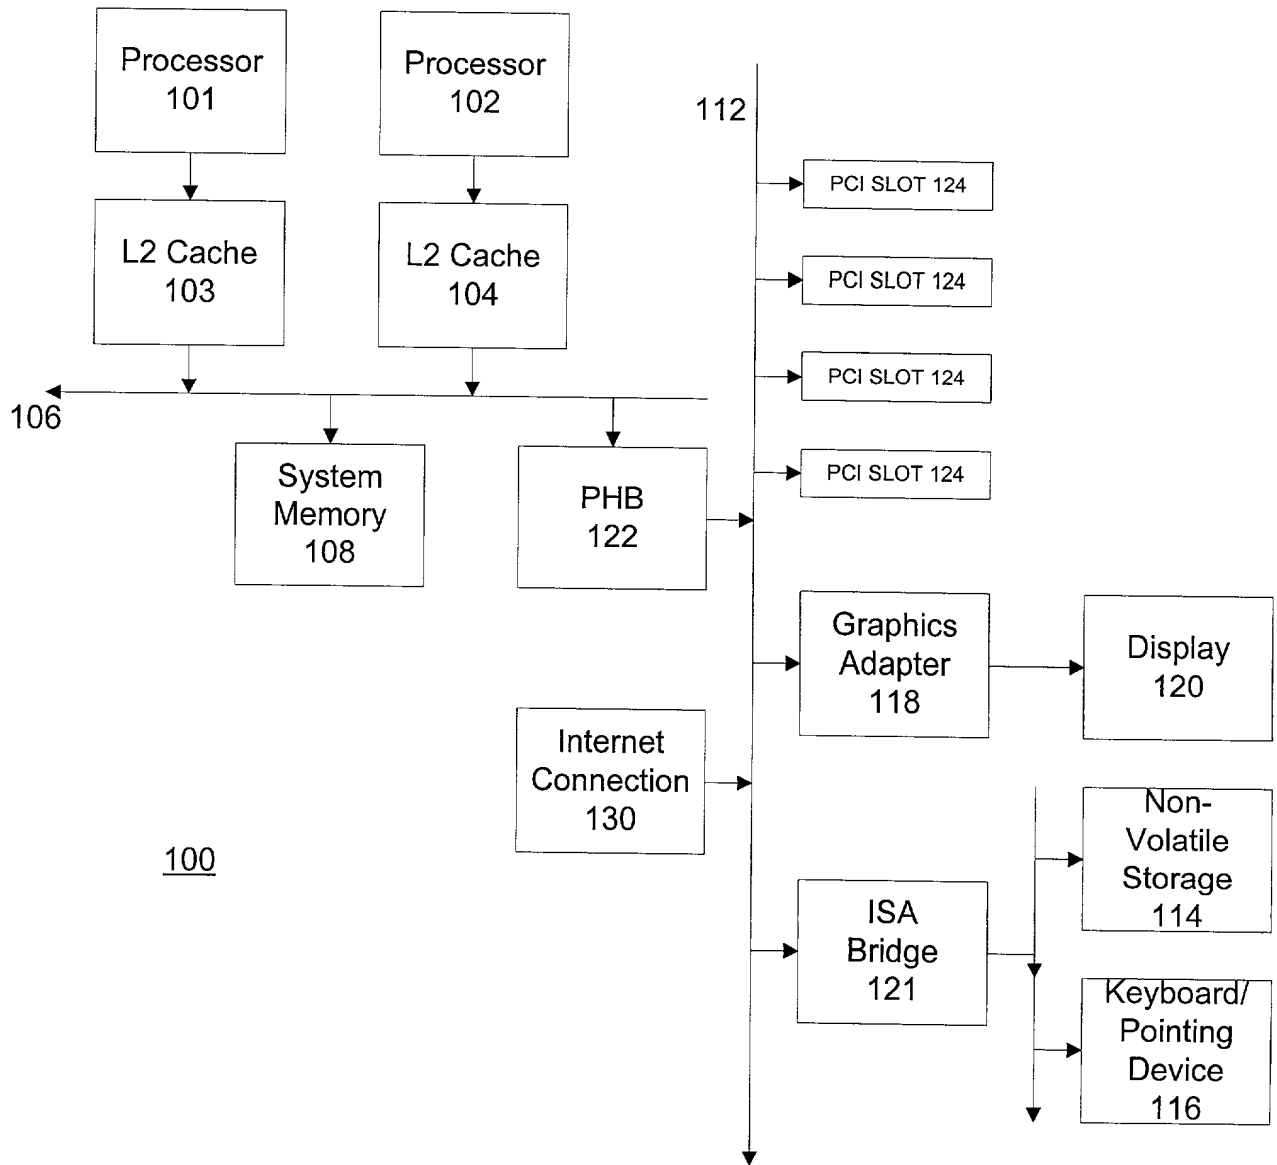 Processor
101
Processor
102
112
PCI SLOT 124
L2 Cache
103
L2 Cache
104
PCI SLOT 124
PCI SLOT 124
106
System
Memory
108
PHB
122
PCI SLOT 124
Graphics
Adapter
118
Display
120
Internet
Connection
130
Non-
Volatile
Storage
114
100
ISA
Bridge
121
Keyboard/
Pointing
Device
116